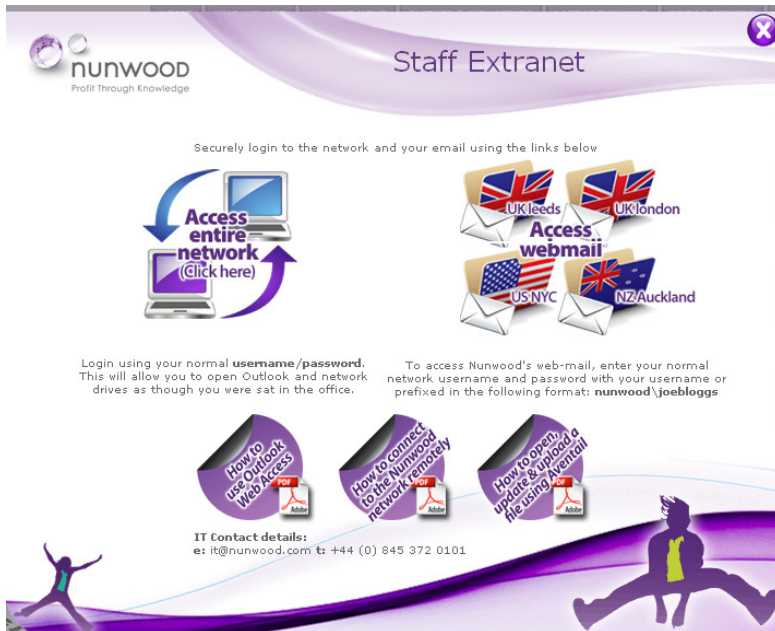 nunwood
Profit Through Knowledge
Staff Extranet
X
Securely login to the network and your email using the links below
Access
entire
network
(Click here)
UK leeds
UK london
Access
webmail
US NYC
NZ Auckland
Login using your normal username/password.
This will allow you to open Outlook and network
drives as though you were sat in the office.
To access Nunwood's web-mail, enter your normal
network username and password with your username or
prefixed in the following format: nunwood\joebloggs
How to
use Outlook
Web Access
PDF
Adobe
How to connect
to the Nunwood
network remotely
PDF
Adobe
How to open,
update & upload a
file using Aventail
PDF
Adobe
IT Contact details:
e: it@nunwood.com t: +44 (0) 845 372 0101